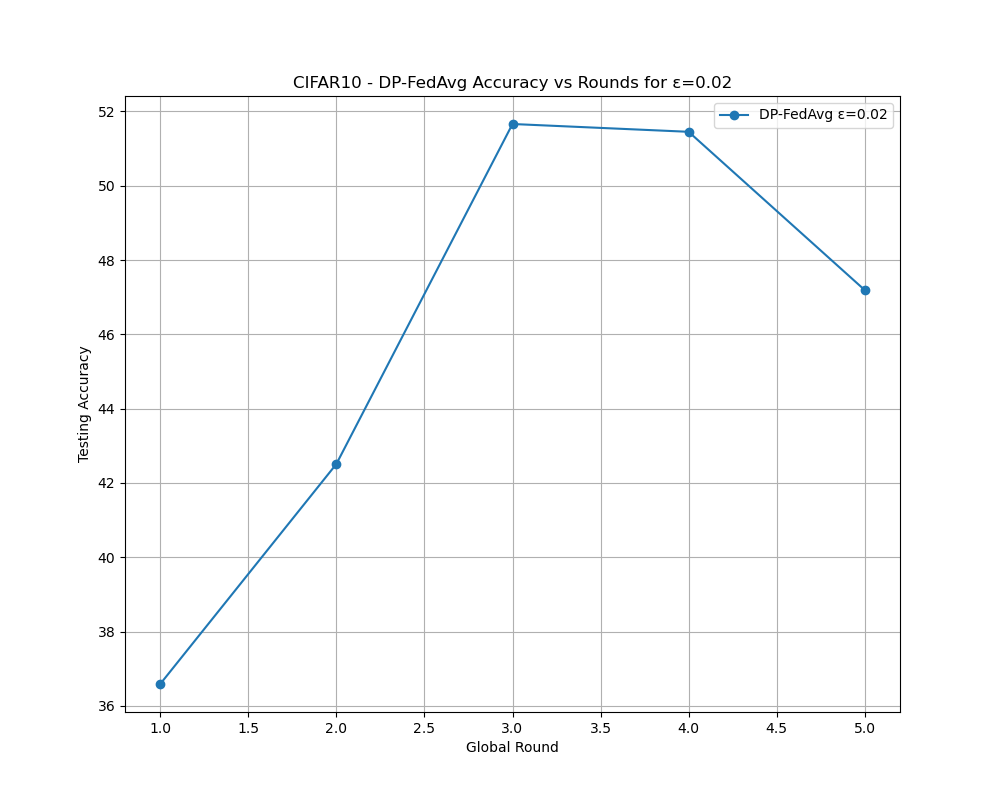 CIFAR10 - DP-FedAvg Accuracy vs Rounds for ε=0.02
DP-FedAvg ε=0.02
Testing Accuracy
52
50
48
46
44
42
40
38
36
1.0 1.5 2.0 2.5 3.0 3.5 4.0 4.5 5.0
Global Round